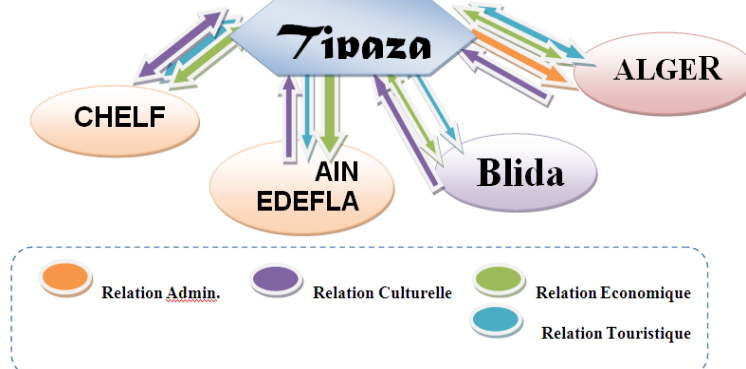 Tipaza
ALGER
CHELF
AIN
EDEFLA
Blida
Relation Admin.
Relation Culturelle
Relation Economique
Relation Touristique